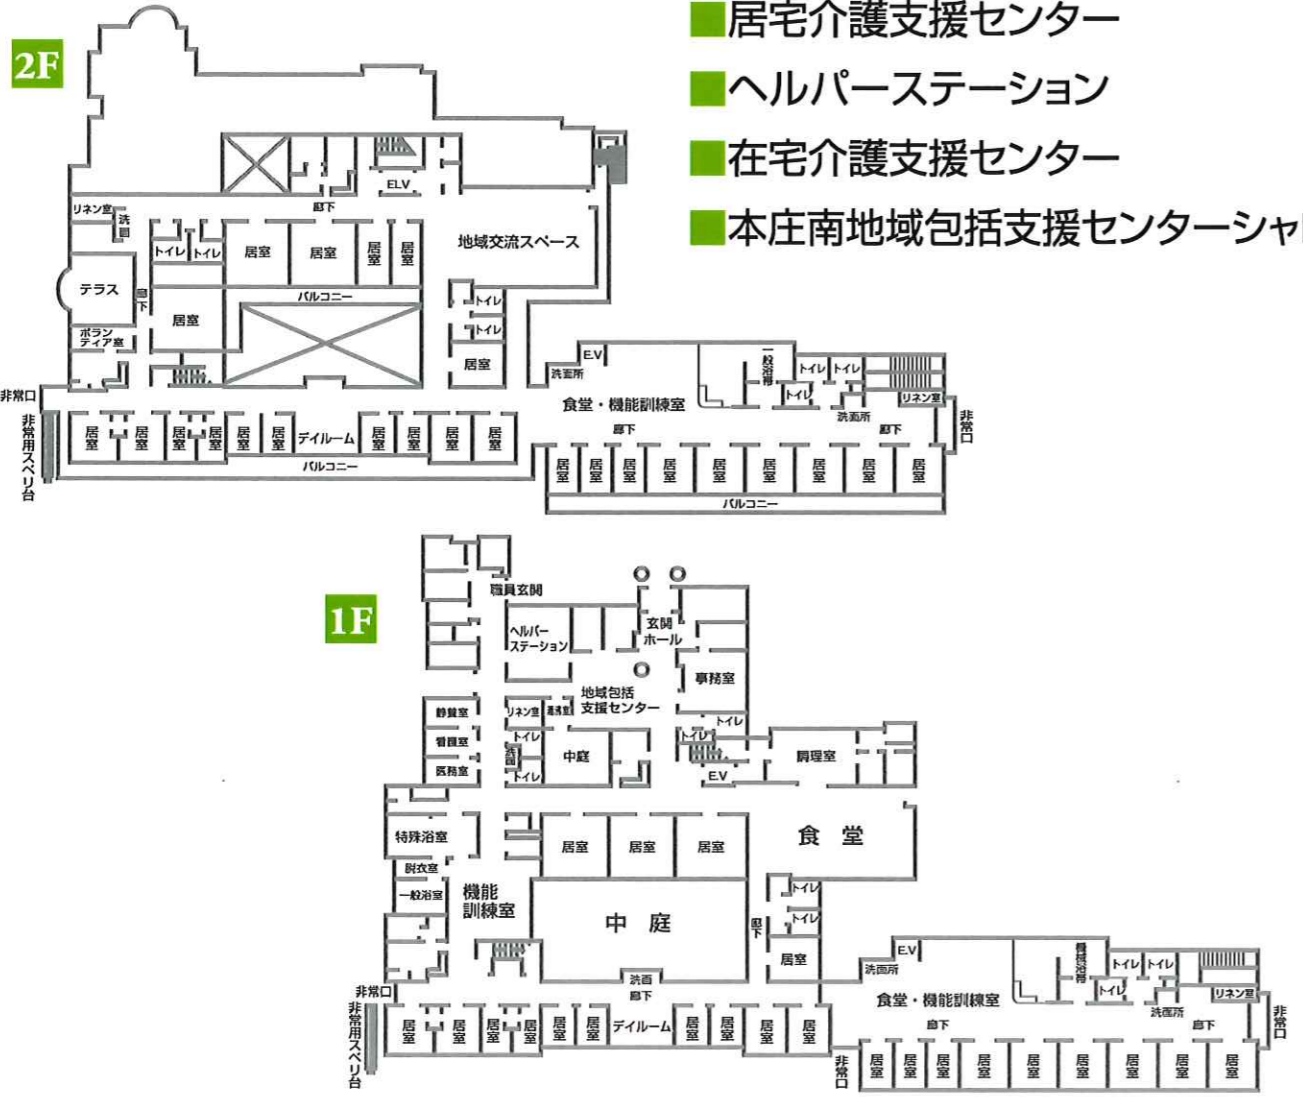 ■居宅介護支援センター
■ヘルパーステーション
■在宅介護支援センター
■本庄南地域包括支援センターシャ
2F
ELV
リネン室
洗面
廊下
トイレ
トイレ
居室
居室
居室
居室
地域交流スペース
テラス
廊下
バルコニー
居室
トイレ
トイレ
居室
ボラン
ティア室
E.V
洗面所
一般浴槽
トイレ
トイレ
トイレ
リネン室
洗面所
非常口
非常用スベリ台
食堂・機能訓練室
廊下
廊下
非常口
居室
居室
居室
居室
居室
居室
デイルーム
居室
居室
居室
居室
バルコニー
居室
居室
居室
居室
居室
居室
居室
居室
居室
バルコニー
1F
職員玄関
ヘルパー
ステーション
玄関
ホール
事務室
地域包括
支援センター
静養室
看護室
医務室
リネン室
トイレ
洗面
トイレ
中庭
トイレ
トイレ
E.V
調理室
特殊浴室
脱衣室
一般浴室
機能
訓練室
居室
居室
居室
食堂
中庭
廊下
トイレ
トイレ
居室
洗面
廊下
非常口
非常用スベリ台
居室
居室
居室
居室
居室
居室
デイルーム
居室
居室
居室
居室
E.V
洗面所
機械浴槽
トイレ
トイレ
トイレ
リネン室
洗面所
食堂・機能訓練室
廊下
廊下
非常口
非常口
居室
居室
居室
居室
居室
居室
居室
居室
居室